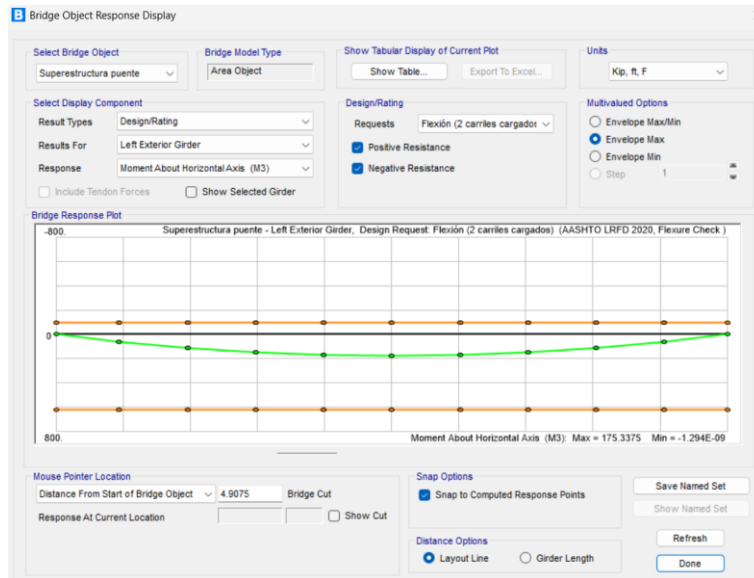 B Bridge Object Response Display
Select Bridge Object
Superestructura puente
Bridge Model Type
Area Object
Show Tabular Display of Current Plot
Show Table...
Export To Excel...
Units
Kip, ft, F
Select Display Component
Result Types
Design/Rating
Results For
Left Exterior Girder
Response
Moment About Horizontal Axis (M3)
Include Tendon Forces
Show Selected Girder
Design/Rating
Requests
Flexión (2 carriles cargados
Positive Resistance
Negative Resistance
Multivalued Options
Envelope Max/Min
Envelope Max
Envelope Min
Step
1
Bridge Response Plot
-800.
Superestructura puente - Left Exterior Girder, Design Request: Flexión (2 carriles cargados) (AASHTO LRFD 2020, Flexure Check )
0
800.
Moment About Horizontal Axis (M3): Max = 175.3375 Min = -1.294E-09
Mouse Pointer Location
Distance From Start of Bridge Object
4.9075
Bridge Cut
Response At Current Location
Show Cut
Snap Options
Snap to Computed Response Points
Distance Options
Layout Line
Girder Length
Save Named Set
Show Named Set
Refresh
Done